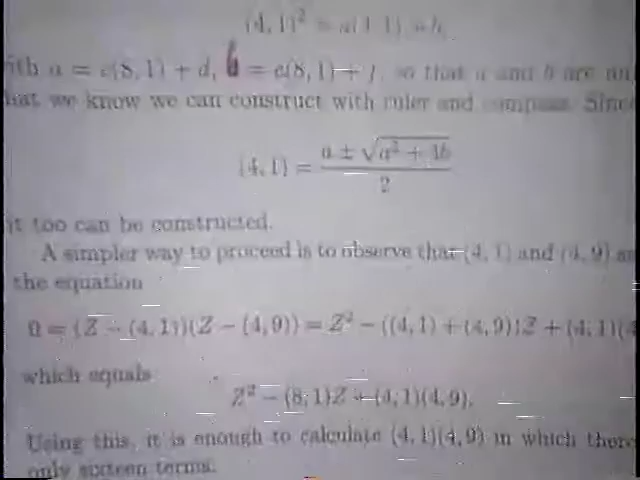 (4, 1)² = a(4, 1) + b,
with a = c(8, 1) + d, b = e(8, 1) + f, so that a and b are
that we know we can construct with ruler and compass. Since
(4, 1) = a ± √a² + 4b / 2
it too can be constructed.
A simpler way to proceed is to observe that (4, 1) and (4, 9)
the equation
0 = (Z − (4, 1))(Z − (4, 9)) = Z² − ((4, 1) + (4, 9))Z + (4, 1)(4
which equals
Z² − (8, 1)Z + (4, 1)(4, 9).
Using this, it is enough to calculate (4, 1)(4, 9) in which there
only sixteen terms.